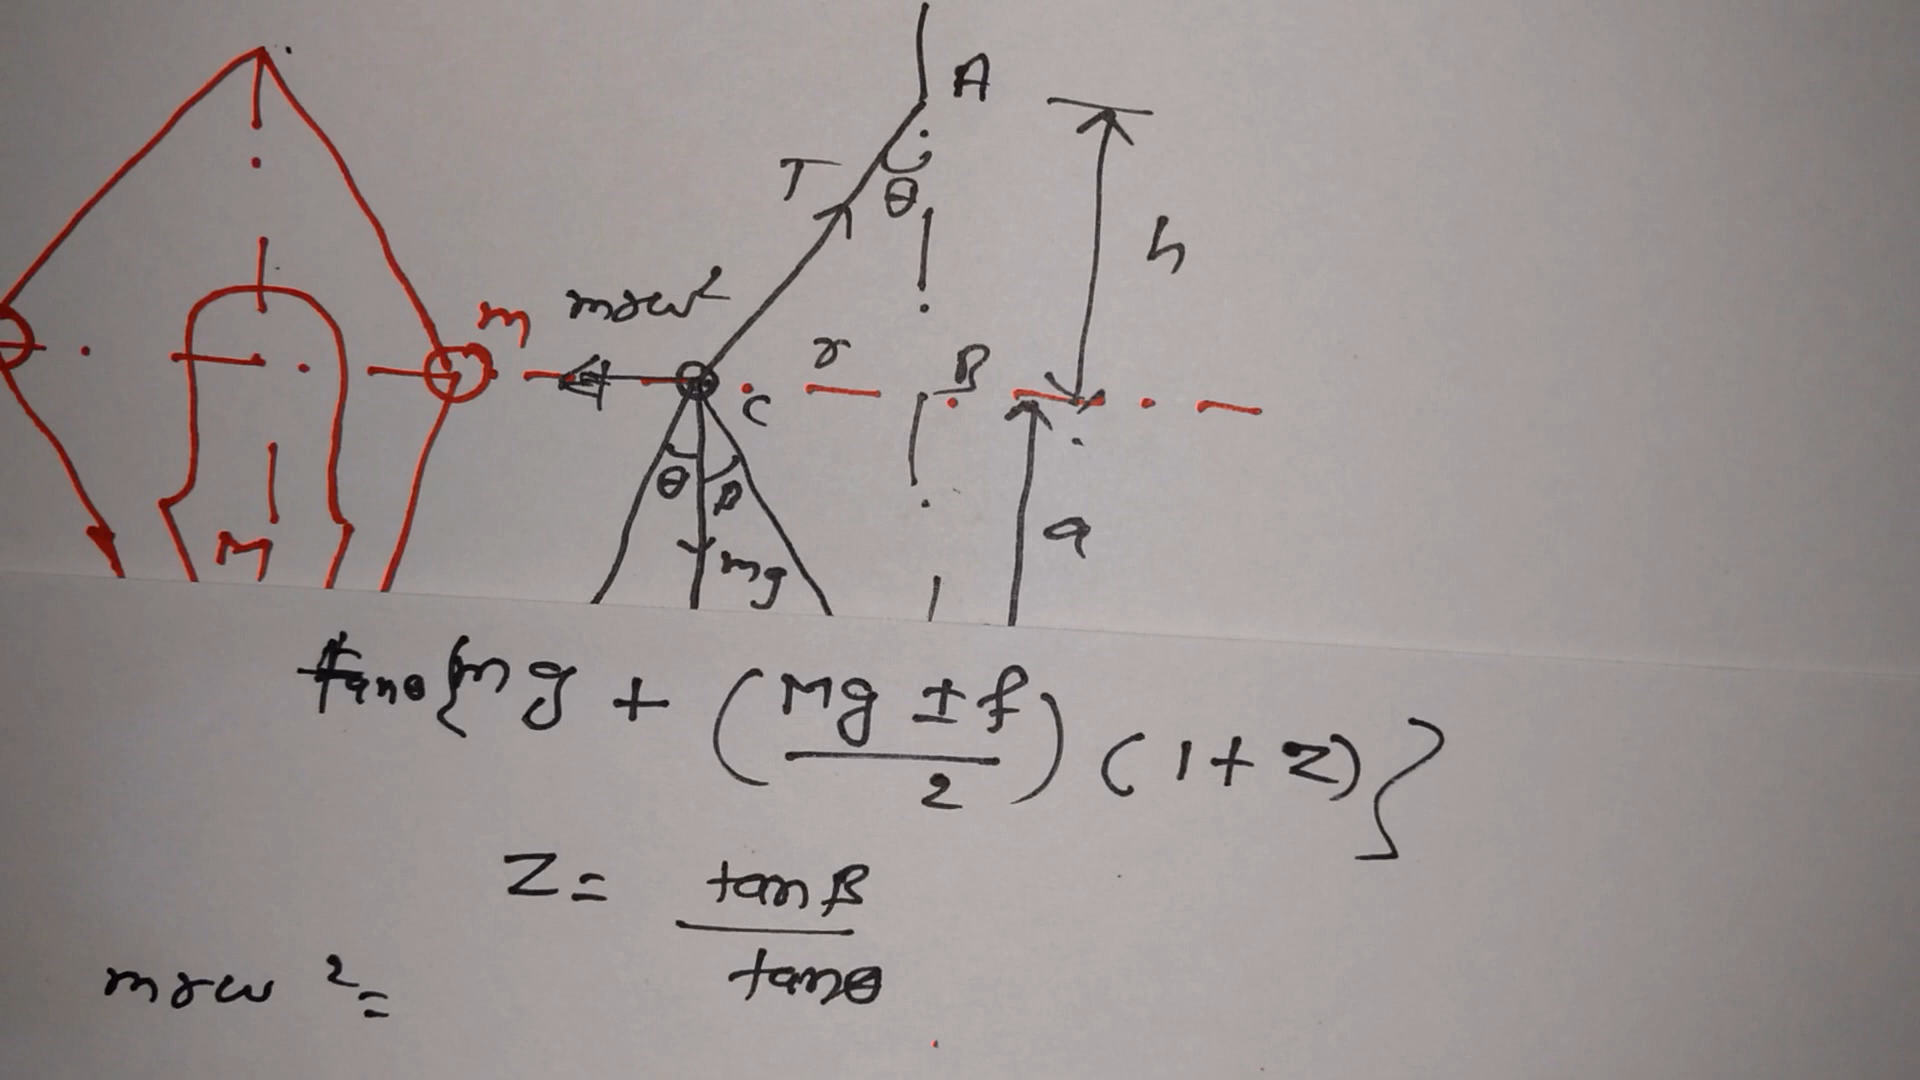 A
T
θ
h
m
mrω²
r
B
C
θ
β
a
M
mg
tanθ{mg + (Mg ± f / 2) (1 + z)}
Z = tanβ / tanθ
mrω² =